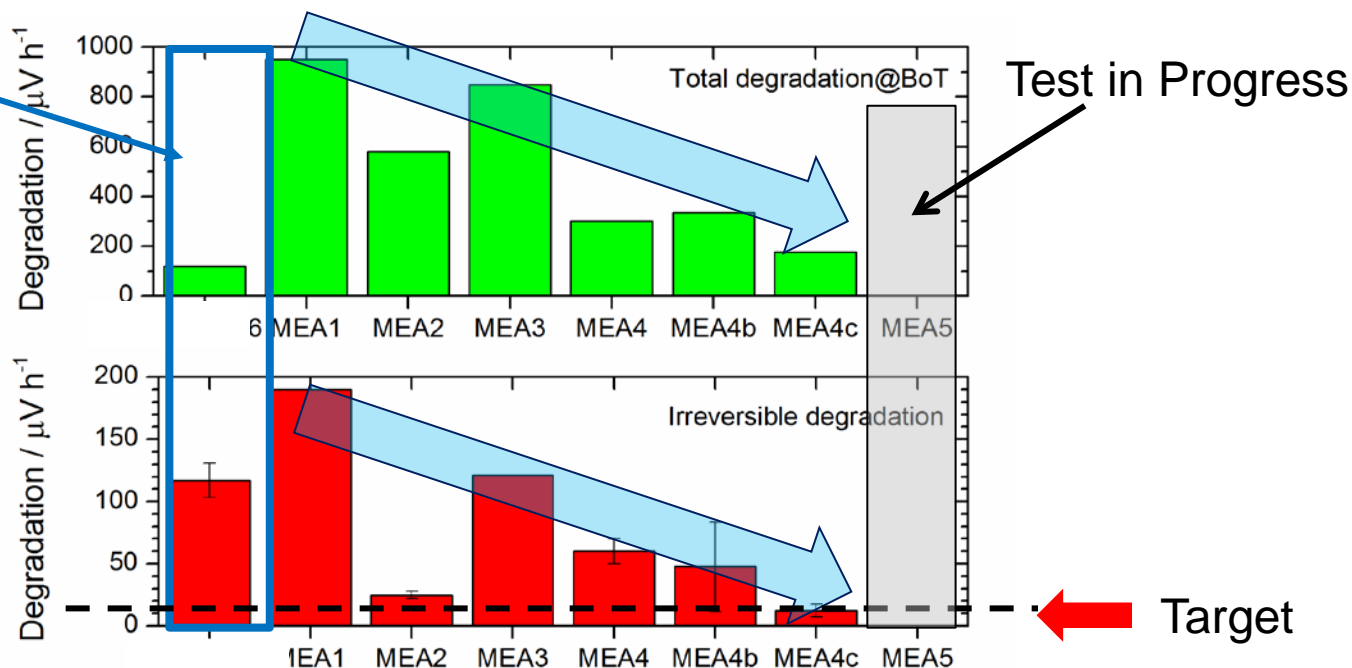 1000
800
600
400
200
0
Degradation / µV h⁻¹
Total degradation@BoT
Test in Progress
6 MEA1 MEA2 MEA3 MEA4 MEA4b MEA4c MEA5
200
150
100
50
0
Degradation / µV h⁻¹
Irreversible degradation
Target
MEA1 MEA2 MEA3 MEA4 MEA4b MEA4c MEA5